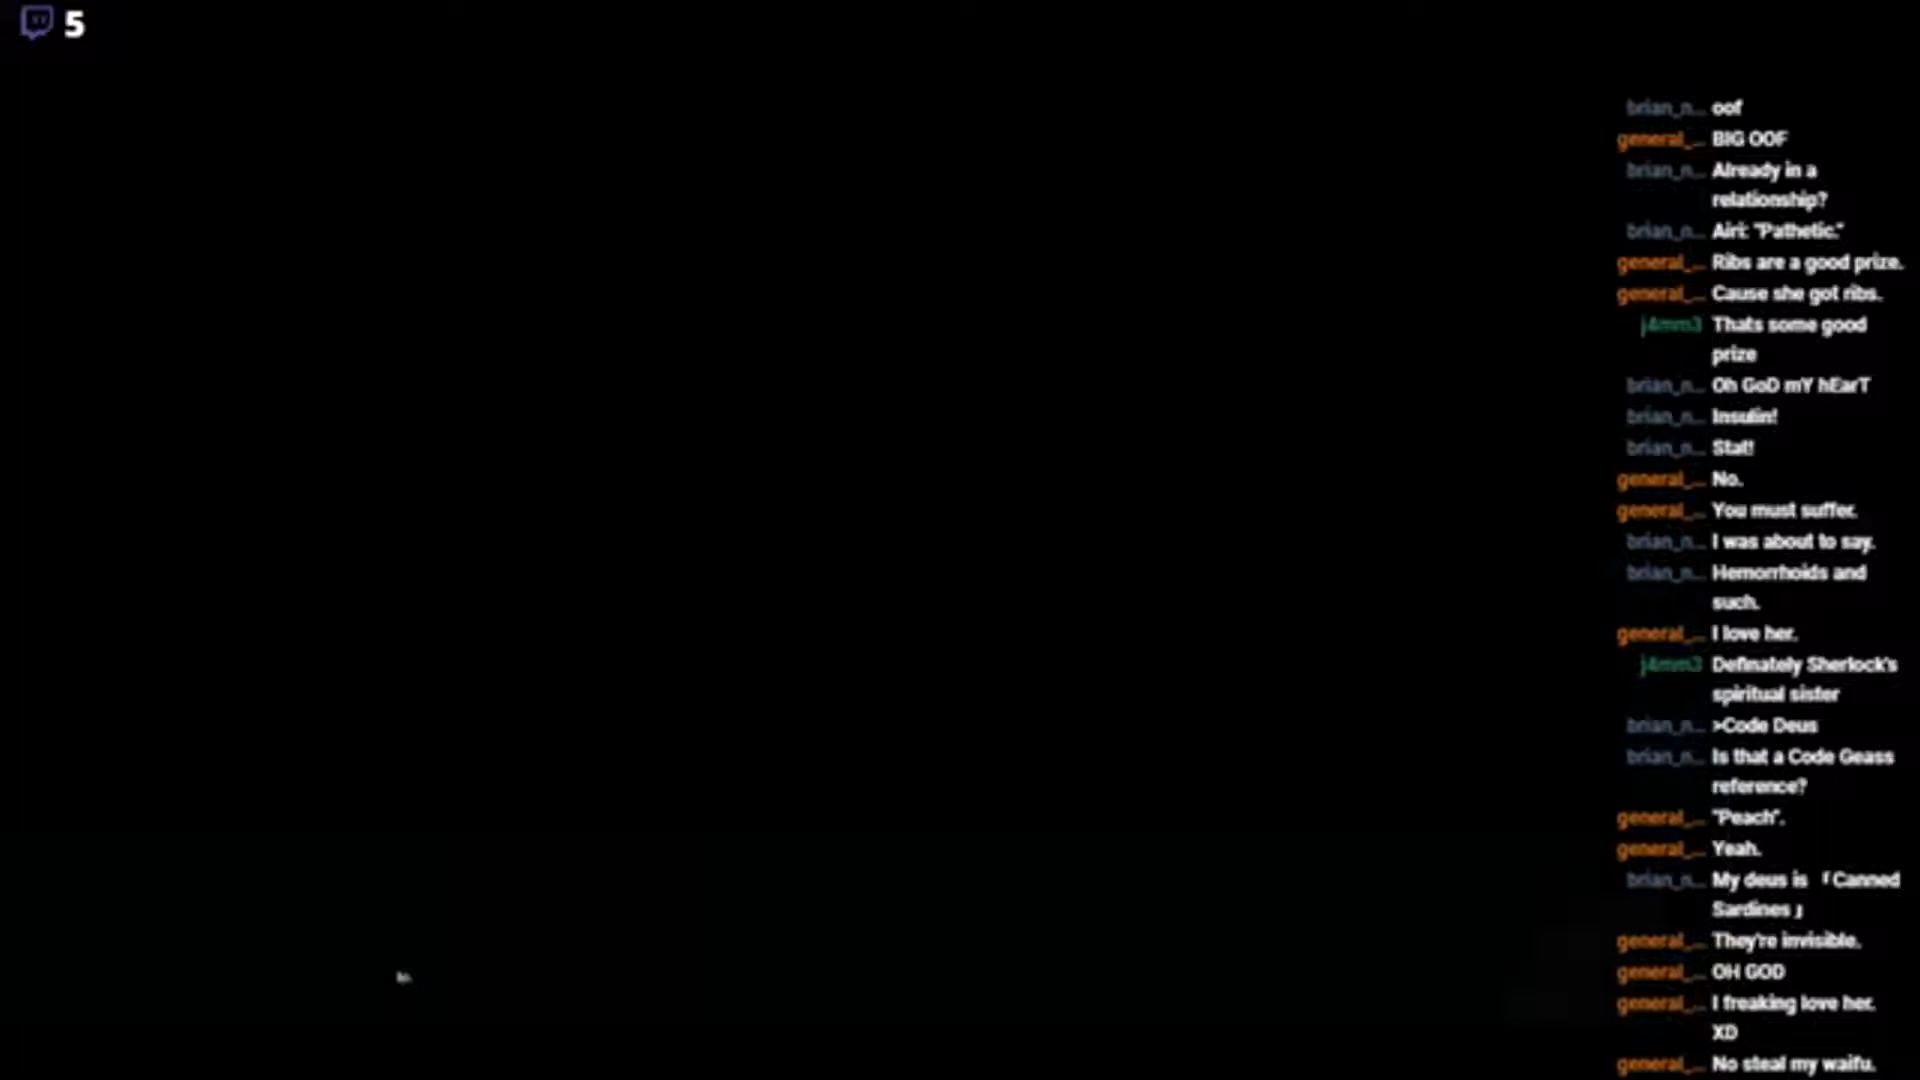 5
brian_n... oof
general_... BIG OOF
brian_n... Already in a
relationship?
brian_n... Airi: "Pathetic."
general_... Ribs are a good prize.
general_... Cause she got ribs.
j4mm3 Thats some good
prize
brian_n... Oh GoD mY hEarT
brian_n... Insulin!
brian_n... Stat!
general_... No.
general_... You must suffer.
brian_n... I was about to say.
brian_n... Hemorrhoids and
such.
general_... I love her.
j4mm3 Definately Sherlock's
spiritual sister
brian_n... >Code Deus
brian_n... Is that a Code Geass
reference?
general_... "Peach".
general_... Yeah.
brian_n... My deus is 「Canned
Sardines」
general_... They're invisible.
general_... OH GOD
general_... I freaking love her.
XD
general_... No steal my waifu.